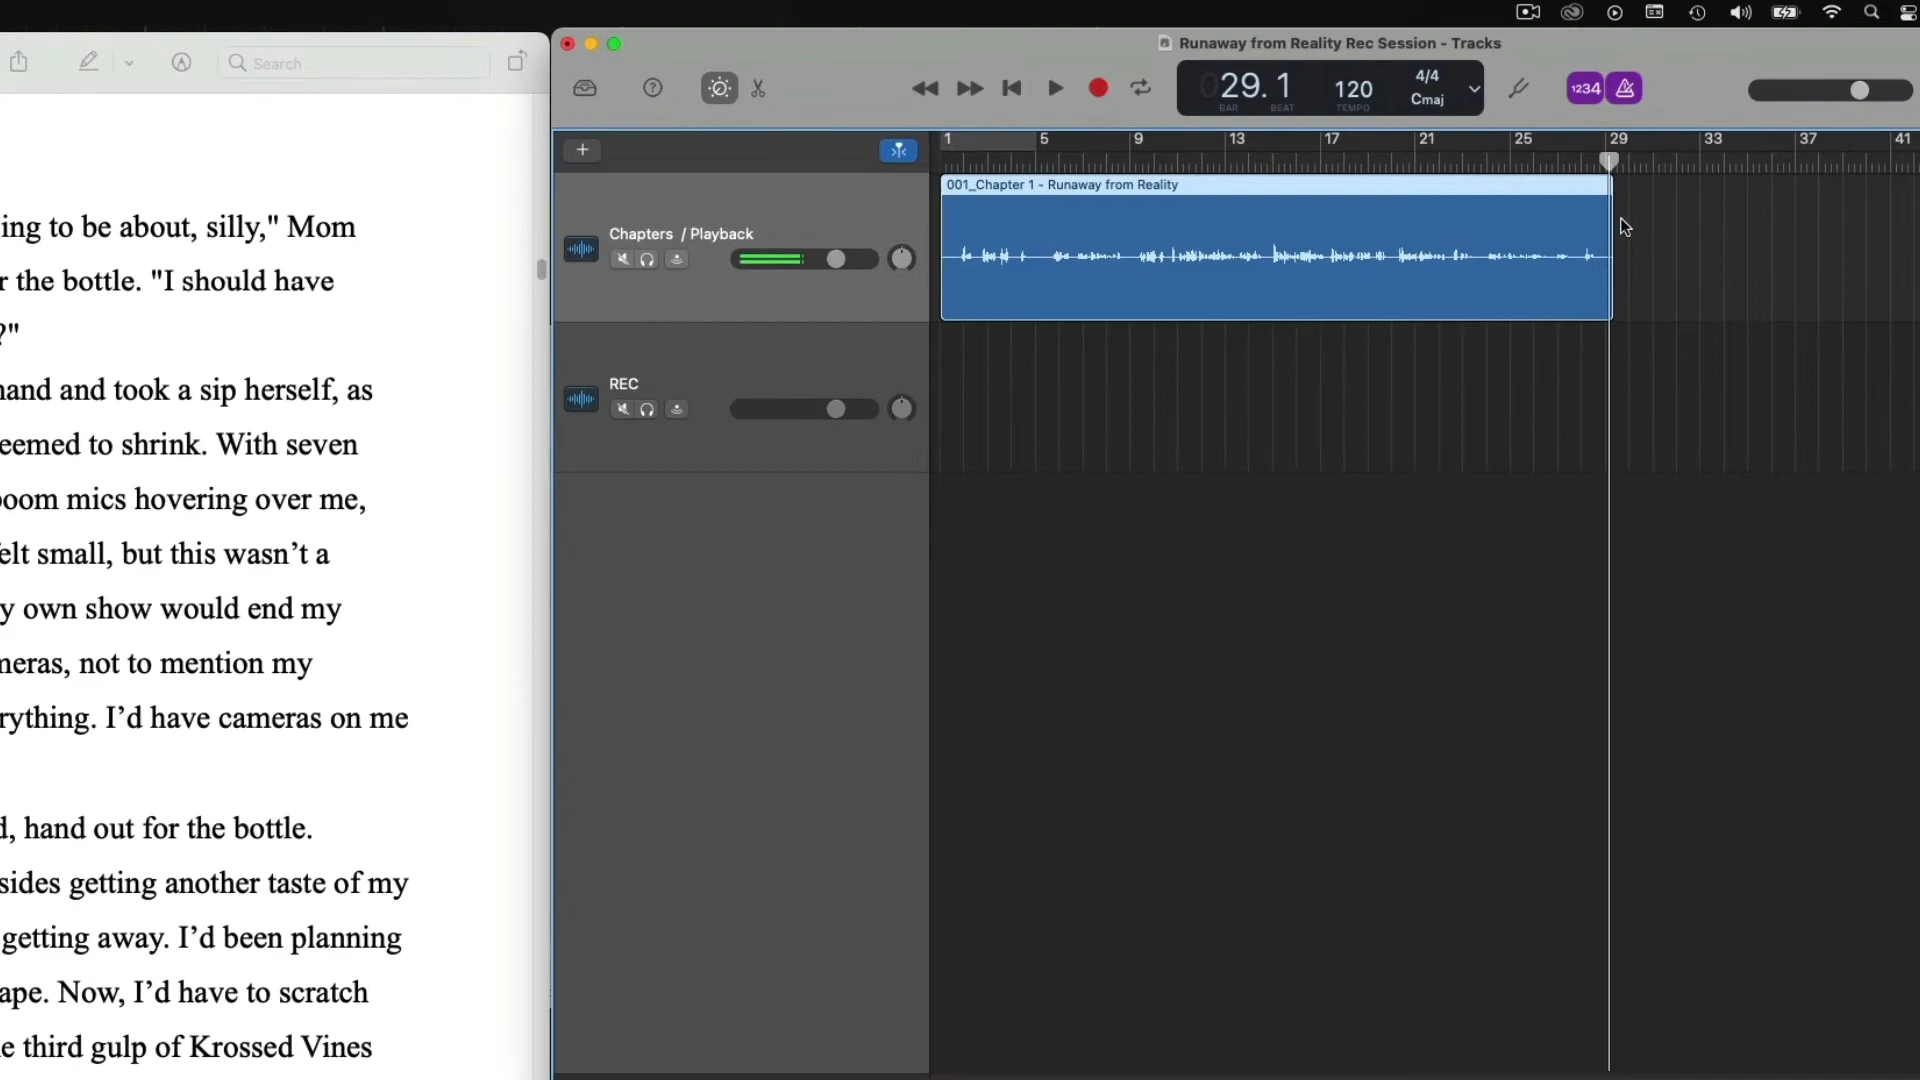 Search
ing to be about, silly," Mom
r the bottle. "I should have
?"
hand and took a sip herself, as
eemed to shrink. With seven
boom mics hovering over me,
felt small, but this wasn’t a
y own show would end my
meras, not to mention my
rything. I’d have cameras on me
d, hand out for the bottle.
sides getting another taste of my
getting away. I’d been planning
ape. Now, I’d have to scratch
e third gulp of Krossed Vines
Runaway from Reality Rec Session - Tracks
029. 1
BAR BEAT
120
TEMPO
4/4
Cmaj
1234
1 5 9 13 17 21 25 29 33 37 41
001_Chapter 1 - Runaway from Reality
Chapters / Playback
REC